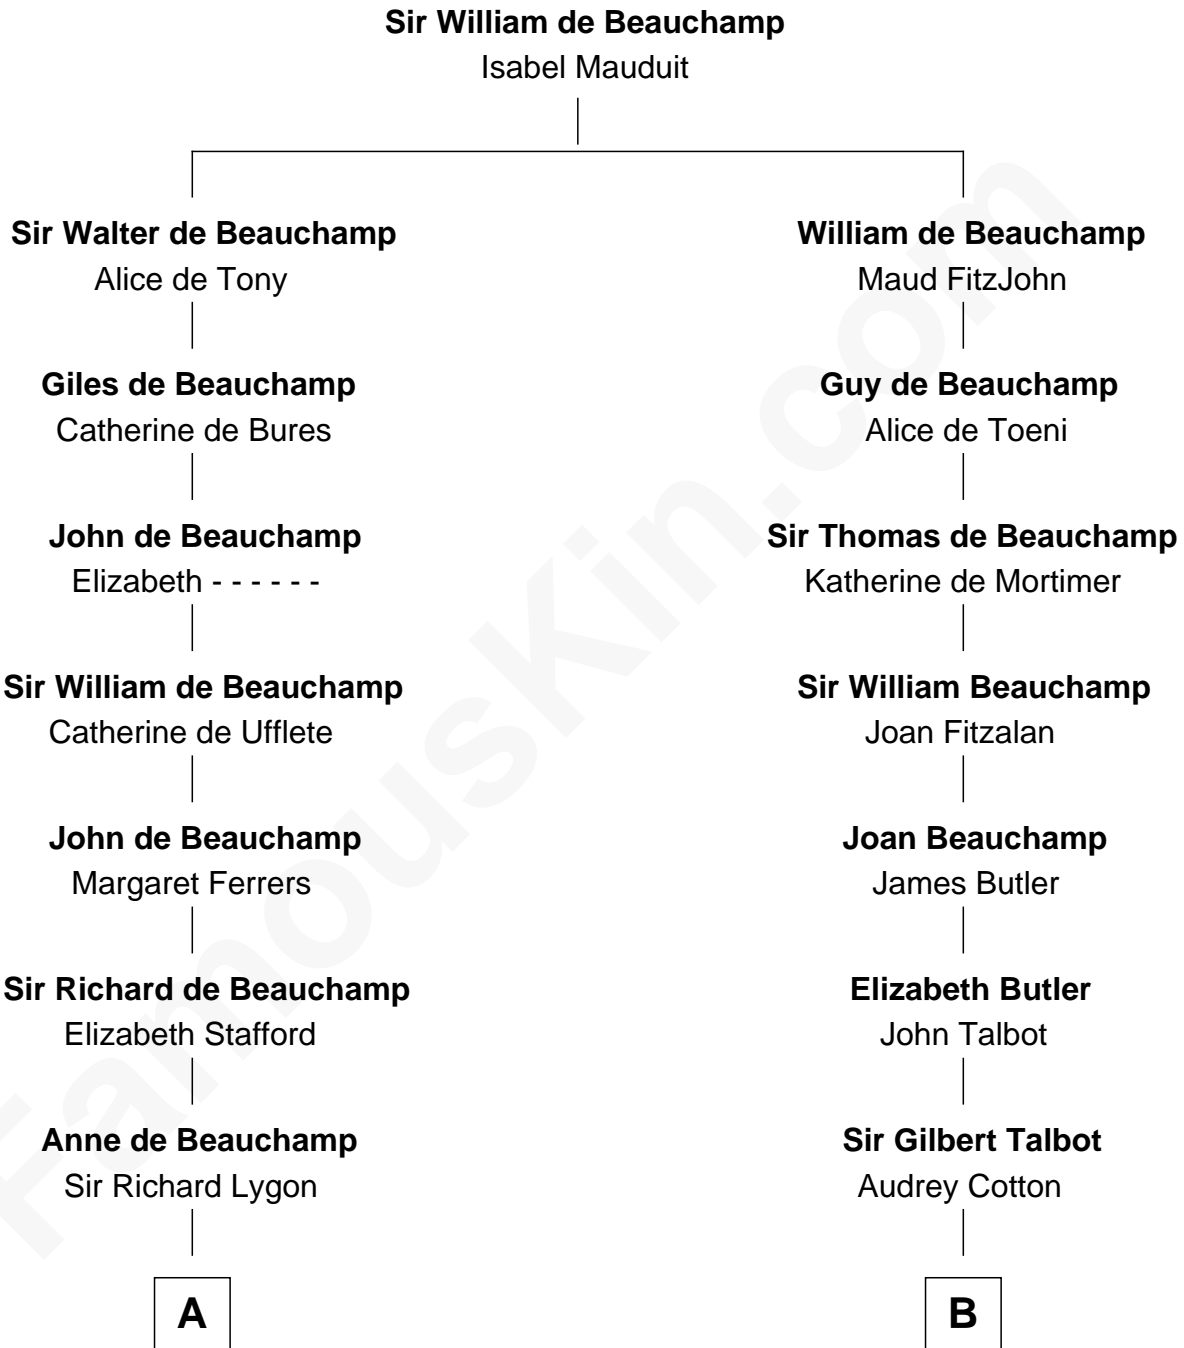 Sir William de Beauchamp
Isabel Mauduit
Sir Walter de Beauchamp
Alice de Tony
William de Beauchamp
Maud FitzJohn
Giles de Beauchamp
Catherine de Bures
Guy de Beauchamp
Alice de Toeni
John de Beauchamp
Elizabeth - - - - - -
Sir Thomas de Beauchamp
Katherine de Mortimer
Sir William de Beauchamp
Catherine de Ufflete
Sir William Beauchamp
Joan Fitzalan
John de Beauchamp
Margaret Ferrers
Joan Beauchamp
James Butler
Sir Richard de Beauchamp
Elizabeth Stafford
Elizabeth Butler
John Talbot
Anne de Beauchamp
Sir Richard Lygon
Sir Gilbert Talbot
Audrey Cotton
A
B
FamousKin.com